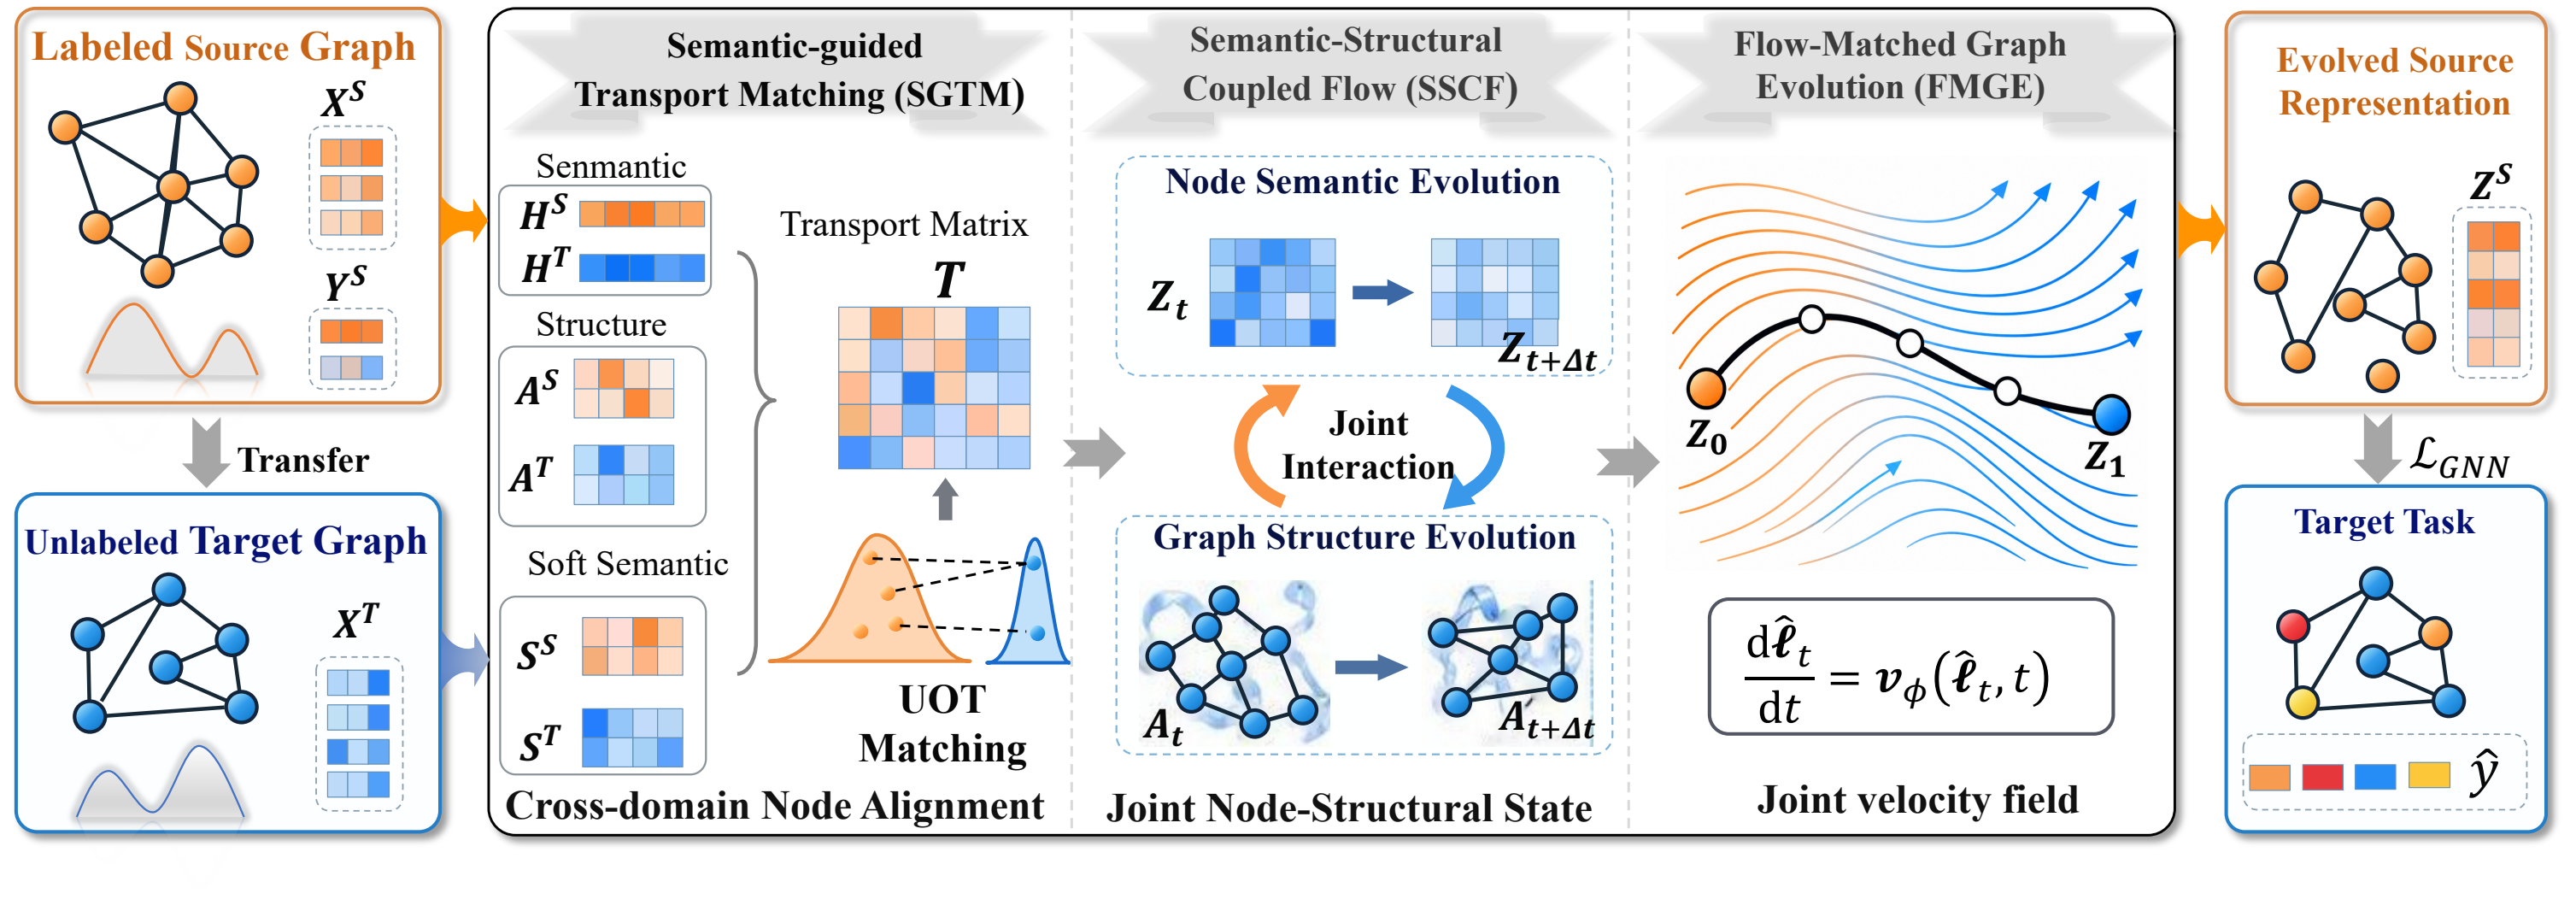 Labeled Source Graph
X^S
Y^S
Transfer
Unlabeled Target Graph
X^T
Semantic-guided
Transport Matching (SGTM)
Senmantic
H^S
H^T
Structure
A^S
A^T
Soft Semantic
S^S
S^T
Transport Matrix
T
UOT
Matching
Cross-domain Node Alignment
Semantic-Structural
Coupled Flow (SSCF)
Node Semantic Evolution
Z_t
Z_{t+Δt}
Joint
Interaction
Graph Structure Evolution
A_t
A_{t+Δt}
Joint Node-Structural State
Flow-Matched Graph
Evolution (FMGE)
Z_0
Z_1
dℓ̂_t/dt = v_ϕ(ℓ̂_t, t)
Joint velocity field
Evolved Source
Representation
Z^S
ℒ_{GNN}
Target Task
ŷ